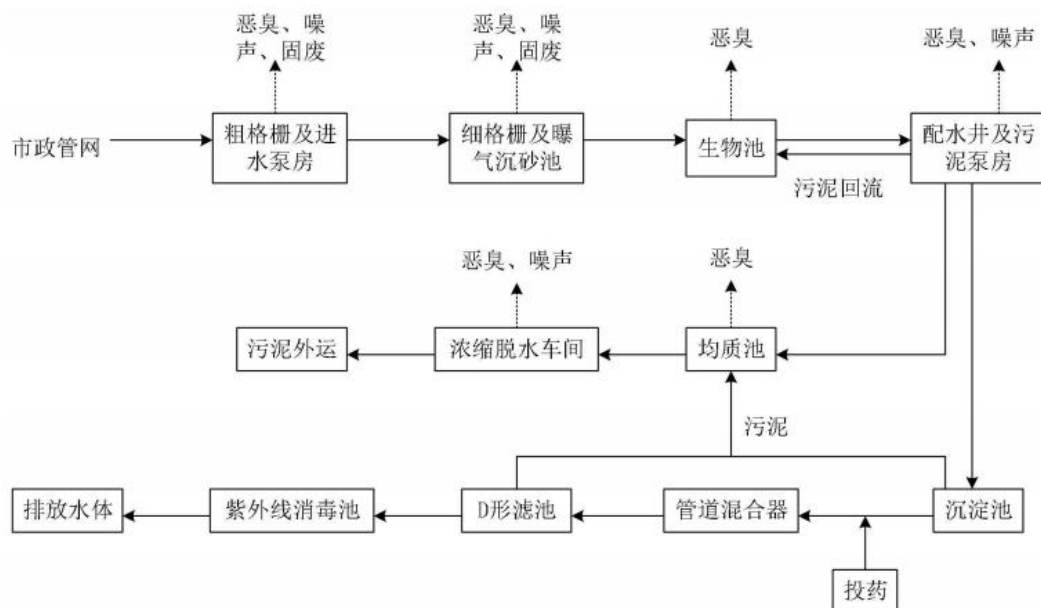 恶臭、噪
声、固废
恶臭、噪
声、固废
恶臭
恶臭、噪声
市政管网
粗格栅及进
水泵房
细格栅及曝
气沉砂池
生物池
配水井及污
泥泵房
污泥回流
恶臭、噪声
恶臭
污泥外运
浓缩脱水车间
均质池
污泥
排放水体
紫外线消毒池
D形滤池
管道混合器
沉淀池
投药